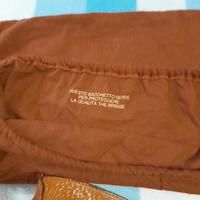 QUESTO SACCHETTO SERVE
PER PROTEGGERE
LA QUALITÀ THE BRIDGE